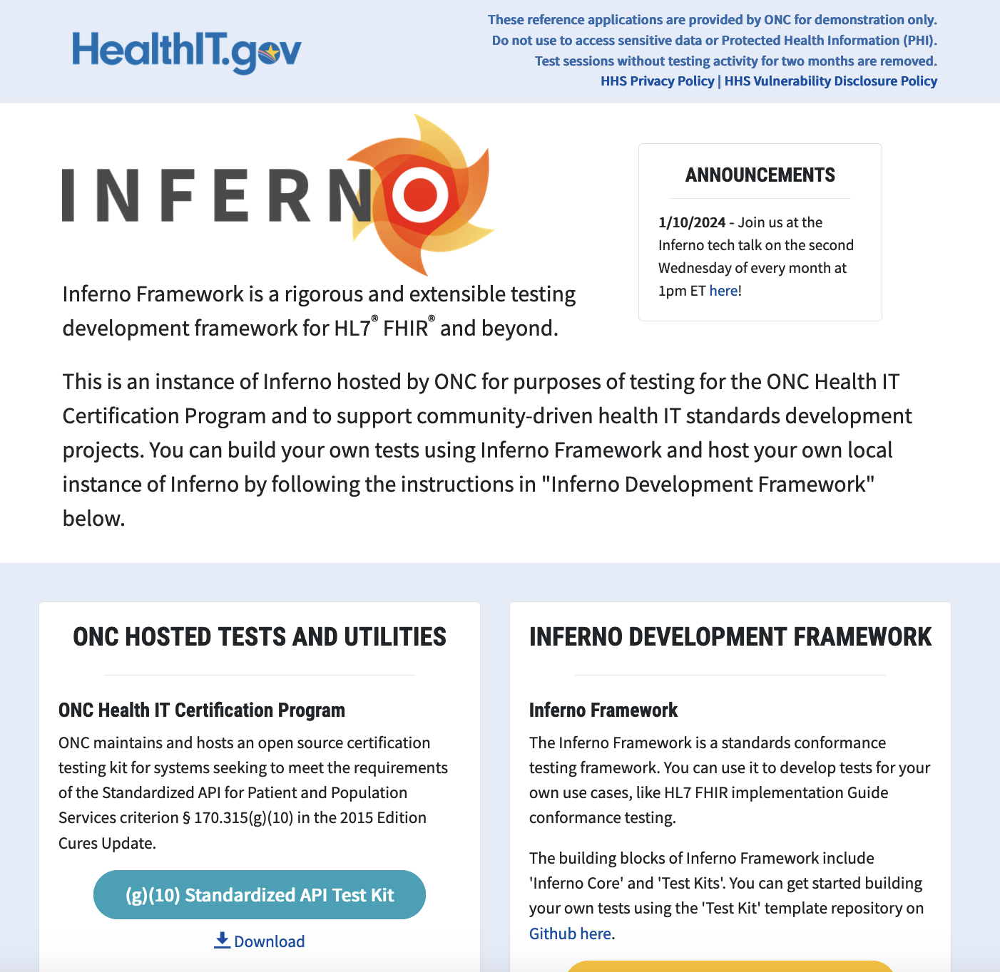 HealthIT.gov
These reference applications are provided by ONC for demonstration only.
Do not use to access sensitive data or Protected Health Information (PHI).
Test sessions without testing activity for two months are removed.
HHS Privacy Policy | HHS Vulnerability Disclosure Policy
INFERNO
Inferno Framework is a rigorous and extensible testing
development framework for HL7® FHIR® and beyond.
ANNOUNCEMENTS
1/10/2024 - Join us at the
Inferno tech talk on the second
Wednesday of every month at
1pm ET here!
This is an instance of Inferno hosted by ONC for purposes of testing for the ONC Health IT
Certification Program and to support community-driven health IT standards development
projects. You can build your own tests using Inferno Framework and host your own local
instance of Inferno by following the instructions in "Inferno Development Framework"
below.
ONC HOSTED TESTS AND UTILITIES
ONC Health IT Certification Program
ONC maintains and hosts an open source certification
testing kit for systems seeking to meet the requirements
of the Standardized API for Patient and Population
Services criterion § 170.315(g)(10) in the 2015 Edition
Cures Update.
(g)(10) Standardized API Test Kit
Download
INFERNO DEVELOPMENT FRAMEWORK
Inferno Framework
The Inferno Framework is a standards conformance
testing framework. You can use it to develop tests for your
own use cases, like HL7 FHIR implementation Guide
conformance testing.
The building blocks of Inferno Framework include
'Inferno Core' and 'Test Kits'. You can get started building
your own tests using the 'Test Kit' template repository on
Github here.